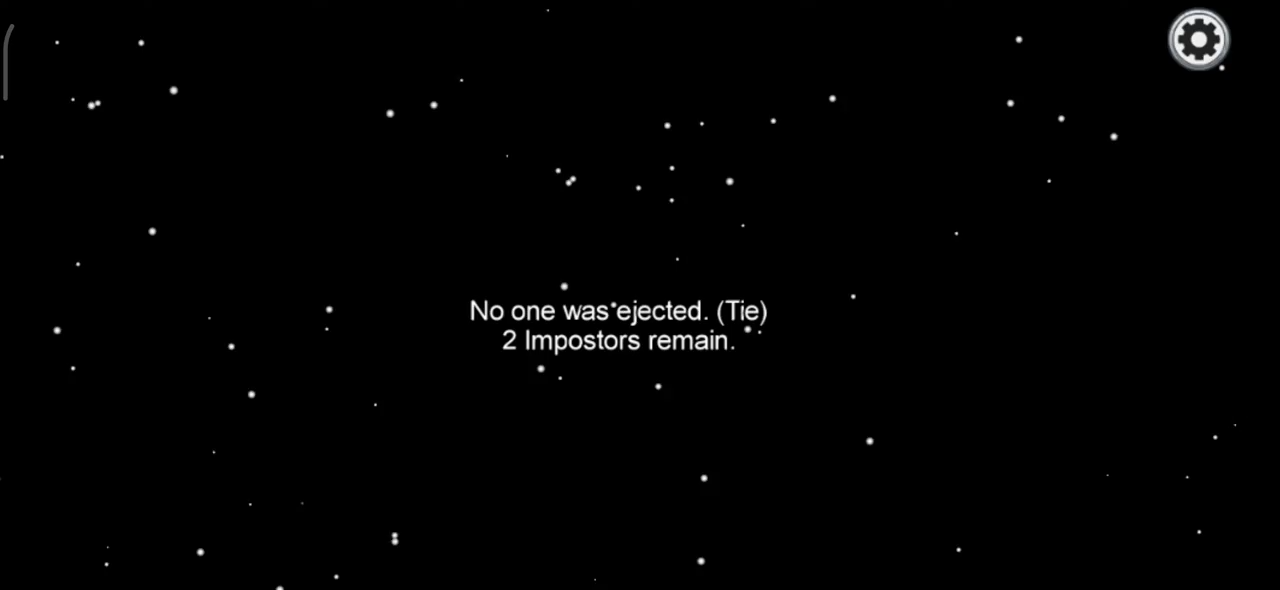 No one was ejected. (Tie)
2 Impostors remain.